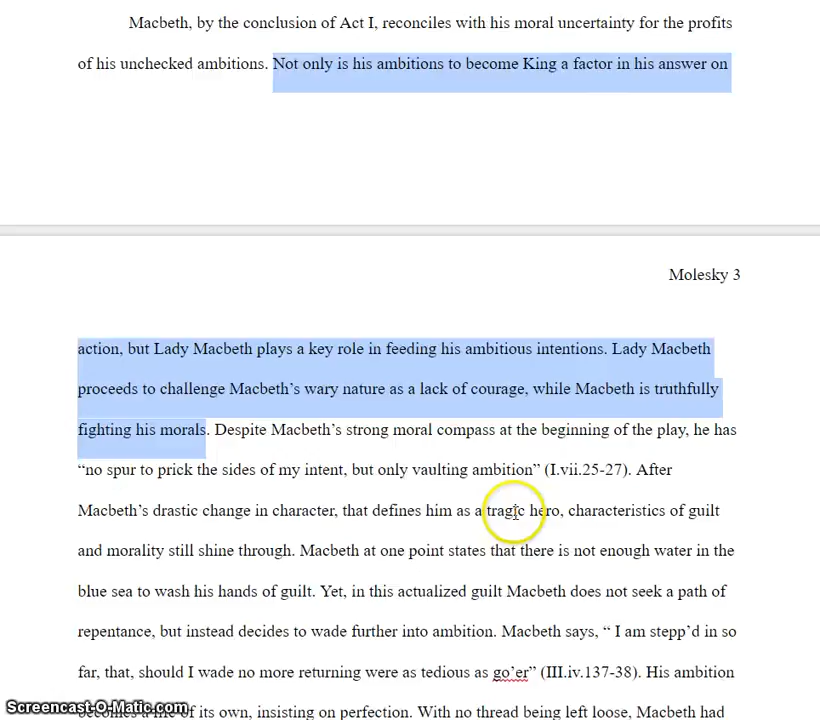 Macbeth, by the conclusion of Act I, reconciles with his moral uncertainty for the profits
of his unchecked ambitions. Not only is his ambitions to become King a factor in his answer on
Molesky 3
action, but Lady Macbeth plays a key role in feeding his ambitious intentions. Lady Macbeth
proceeds to challenge Macbeth’s wary nature as a lack of courage, while Macbeth is truthfully
fighting his morals. Despite Macbeth’s strong moral compass at the beginning of the play, he has
“no spur to prick the sides of my intent, but only vaulting ambition” (I.vii.25-27). After
Macbeth’s drastic change in character, that defines him as a tragic hero, characteristics of guilt
and morality still shine through. Macbeth at one point states that there is not enough water in the
blue sea to wash his hands of guilt. Yet, in this actualized guilt Macbeth does not seek a path of
repentance, but instead decides to wade further into ambition. Macbeth says, “ I am stepp’d in so
far, that, should I wade no more returning were as tedious as go’er” (III.iv.137-38). His ambition
becomes a life of its own, insisting on perfection. With no thread being left loose, Macbeth had
Screencast-O-Matic.com